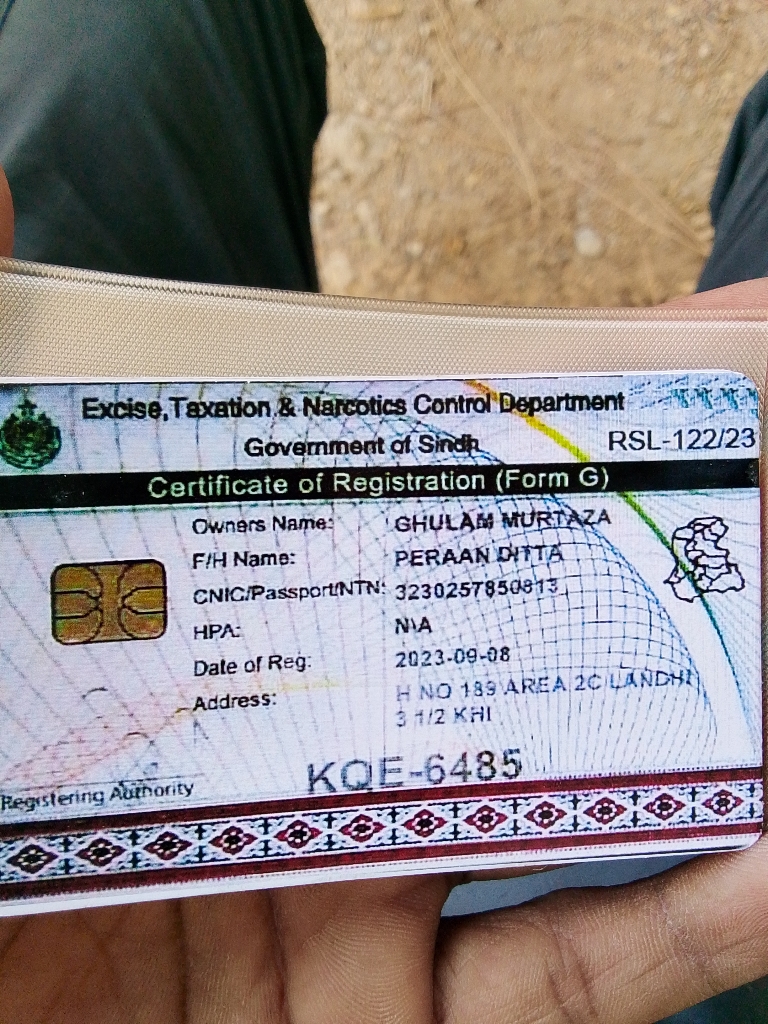 Excise,Taxation & Narcotics Control Department
Government of Sindh
RSL-122/23
Certificate of Registration (Form G)
Owners Name: GHULAM MURTAZA
F/H Name: PERAAN DITTA
CNIC/Passport/NTN: 3230257850813
HPA: N\A
Date of Reg: 2023-09-08
Address: H NO 189 AREA 2C LANDHI
3 1/2 KHI
KQE-6485
Registering Authority